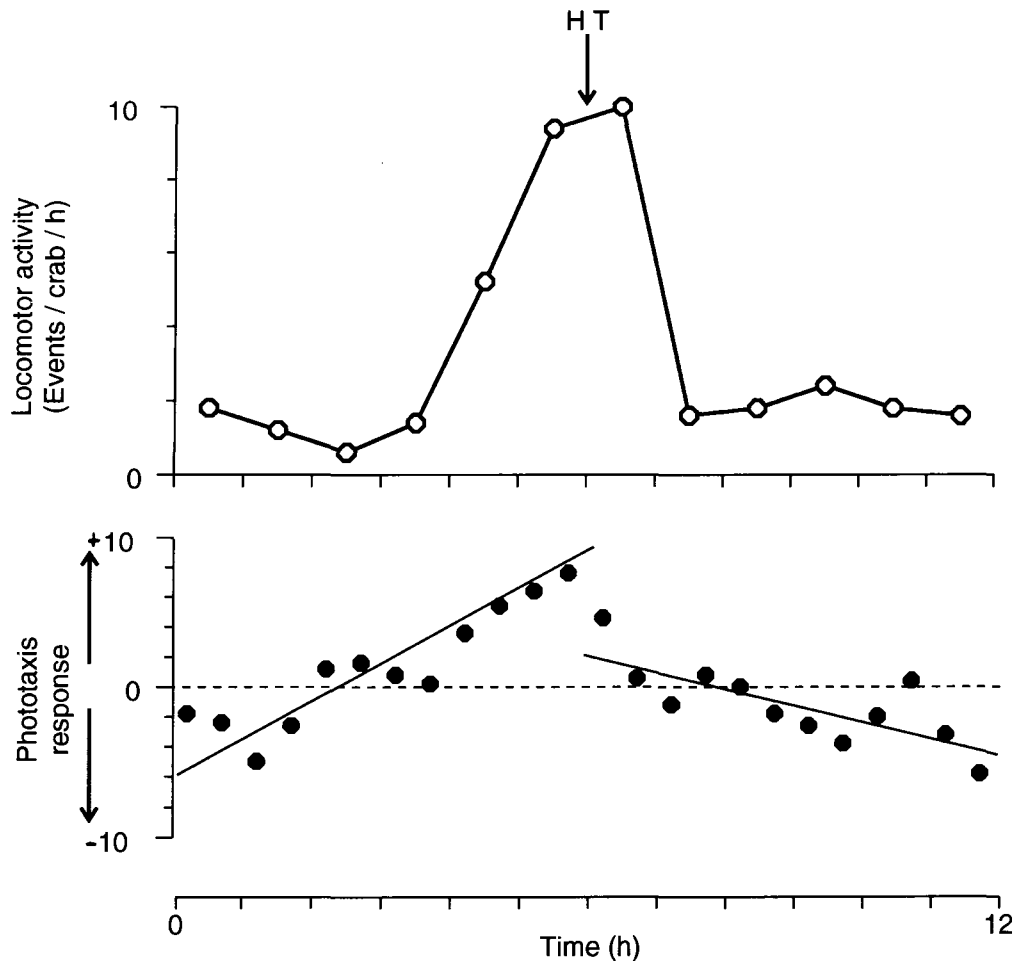 H T
10
Locomotor activity
(Events / crab / h)
0
+10
Phototaxis
response
0
-10
0
12
Time (h)